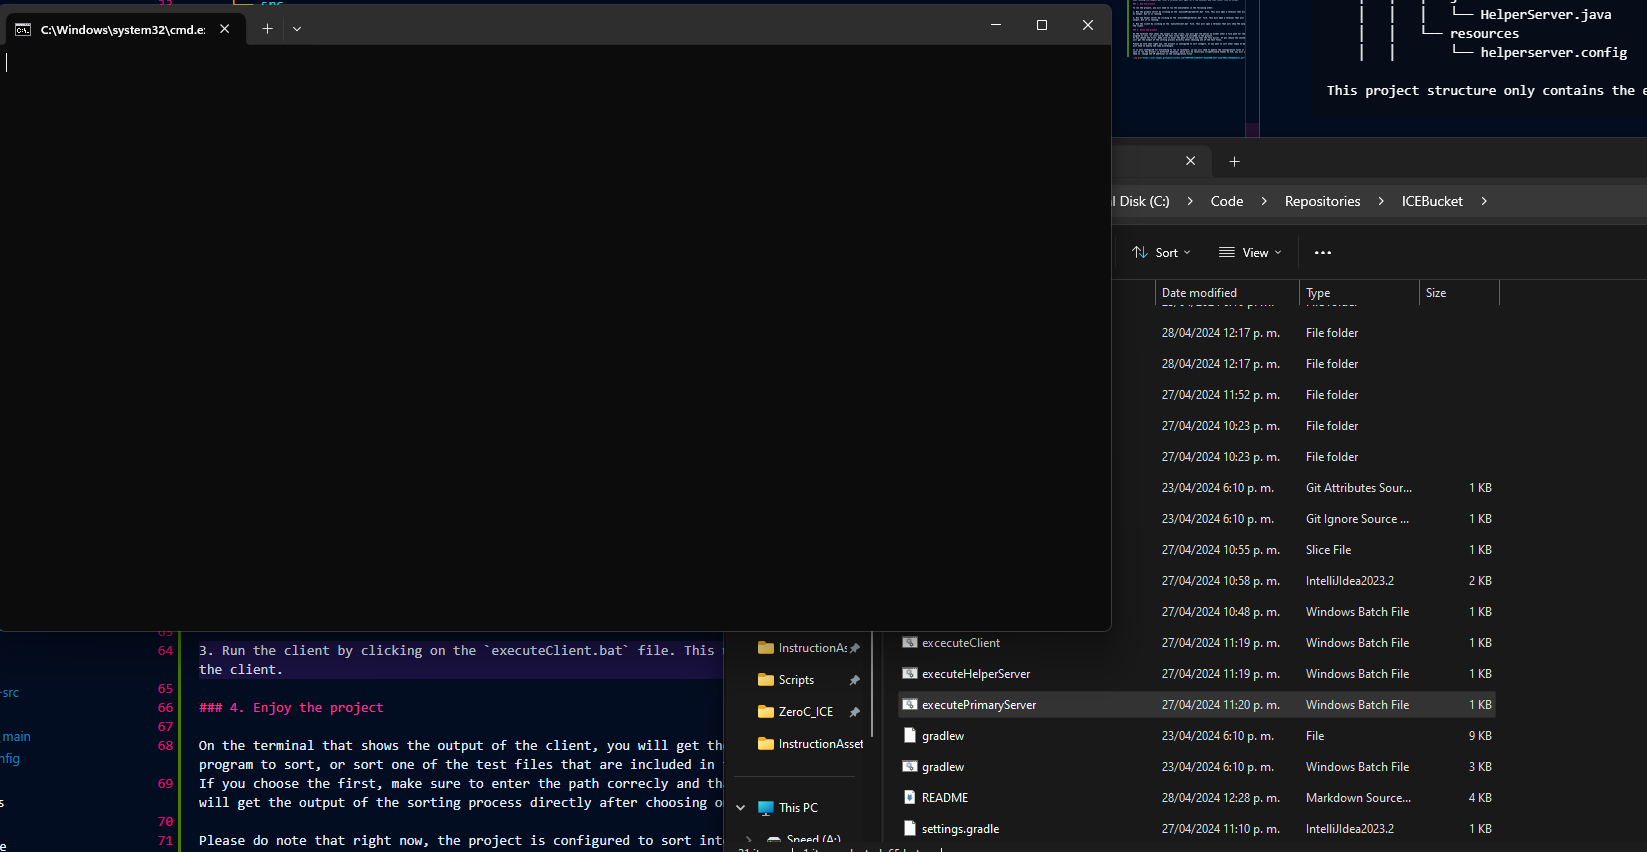 C:\Windows\system32\cmd.e:
HelperServer.java
resources
helperserver.config
This project structure only contains the e
Disk (C:)
Code
Repositories
ICEBucket
Sort
View
Date modified
Type
Size
28/04/2024 12:17 p. m.
File folder
28/04/2024 12:17 p. m.
File folder
27/04/2024 11:52 p. m.
File folder
27/04/2024 10:23 p. m.
File folder
27/04/2024 10:23 p. m.
File folder
23/04/2024 6:10 p. m.
Git Attributes Sour...
1 KB
23/04/2024 6:10 p. m.
Git Ignore Source ...
1 KB
27/04/2024 10:55 p. m.
Slice File
1 KB
27/04/2024 10:58 p. m.
IntelliJIdea2023.2
2 KB
27/04/2024 10:48 p. m.
Windows Batch File
1 KB
excecuteClient
27/04/2024 11:19 p. m.
Windows Batch File
1 KB
executeHelperServer
27/04/2024 11:19 p. m.
Windows Batch File
1 KB
executePrimaryServer
27/04/2024 11:20 p. m.
Windows Batch File
1 KB
gradlew
23/04/2024 6:10 p. m.
File
9 KB
gradlew
23/04/2024 6:10 p. m.
Windows Batch File
3 KB
README
28/04/2024 12:28 p. m.
Markdown Source...
4 KB
settings.gradle
27/04/2024 11:10 p. m.
IntelliJIdea2023.2
1 KB
InstructionAs
Scripts
ZeroC_ICE
InstructionAsset
This PC
Speed (A:)
-src
main
nfig
s
e
64 3. Run the client by clicking on the `executeClient.bat` file. This
the client.
65
66 ### 4. Enjoy the project
67
68 On the terminal that shows the output of the client, you will get the
program to sort, or sort one of the test files that are included in
69 If you choose the first, make sure to enter the path correcly and tha
will get the output of the sorting process directly after choosing o
70
71 Please do note that right now, the project is configured to sort int